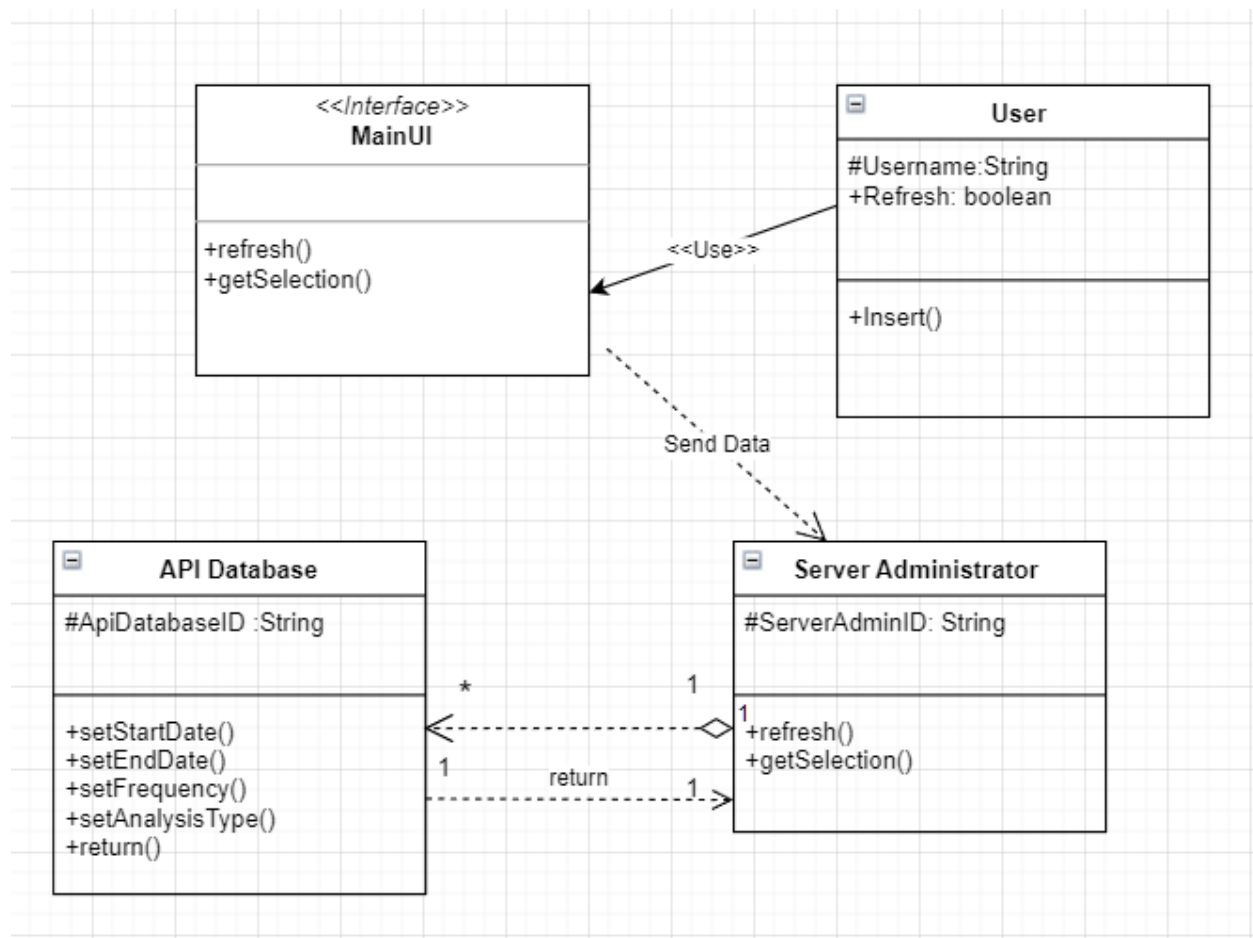 <<Interface>>
MainUI
+refresh()
+getSelection()
User
#Username:String
+Refresh: boolean
+Insert()
<<Use>>
Send Data
API Database
#ApiDatabaseID :String
+setStartDate()
+setEndDate()
+setFrequency()
+setAnalysisType()
+return()
*
1
1
return
1
Server Administrator
#ServerAdminID: String
1
+refresh()
+getSelection()